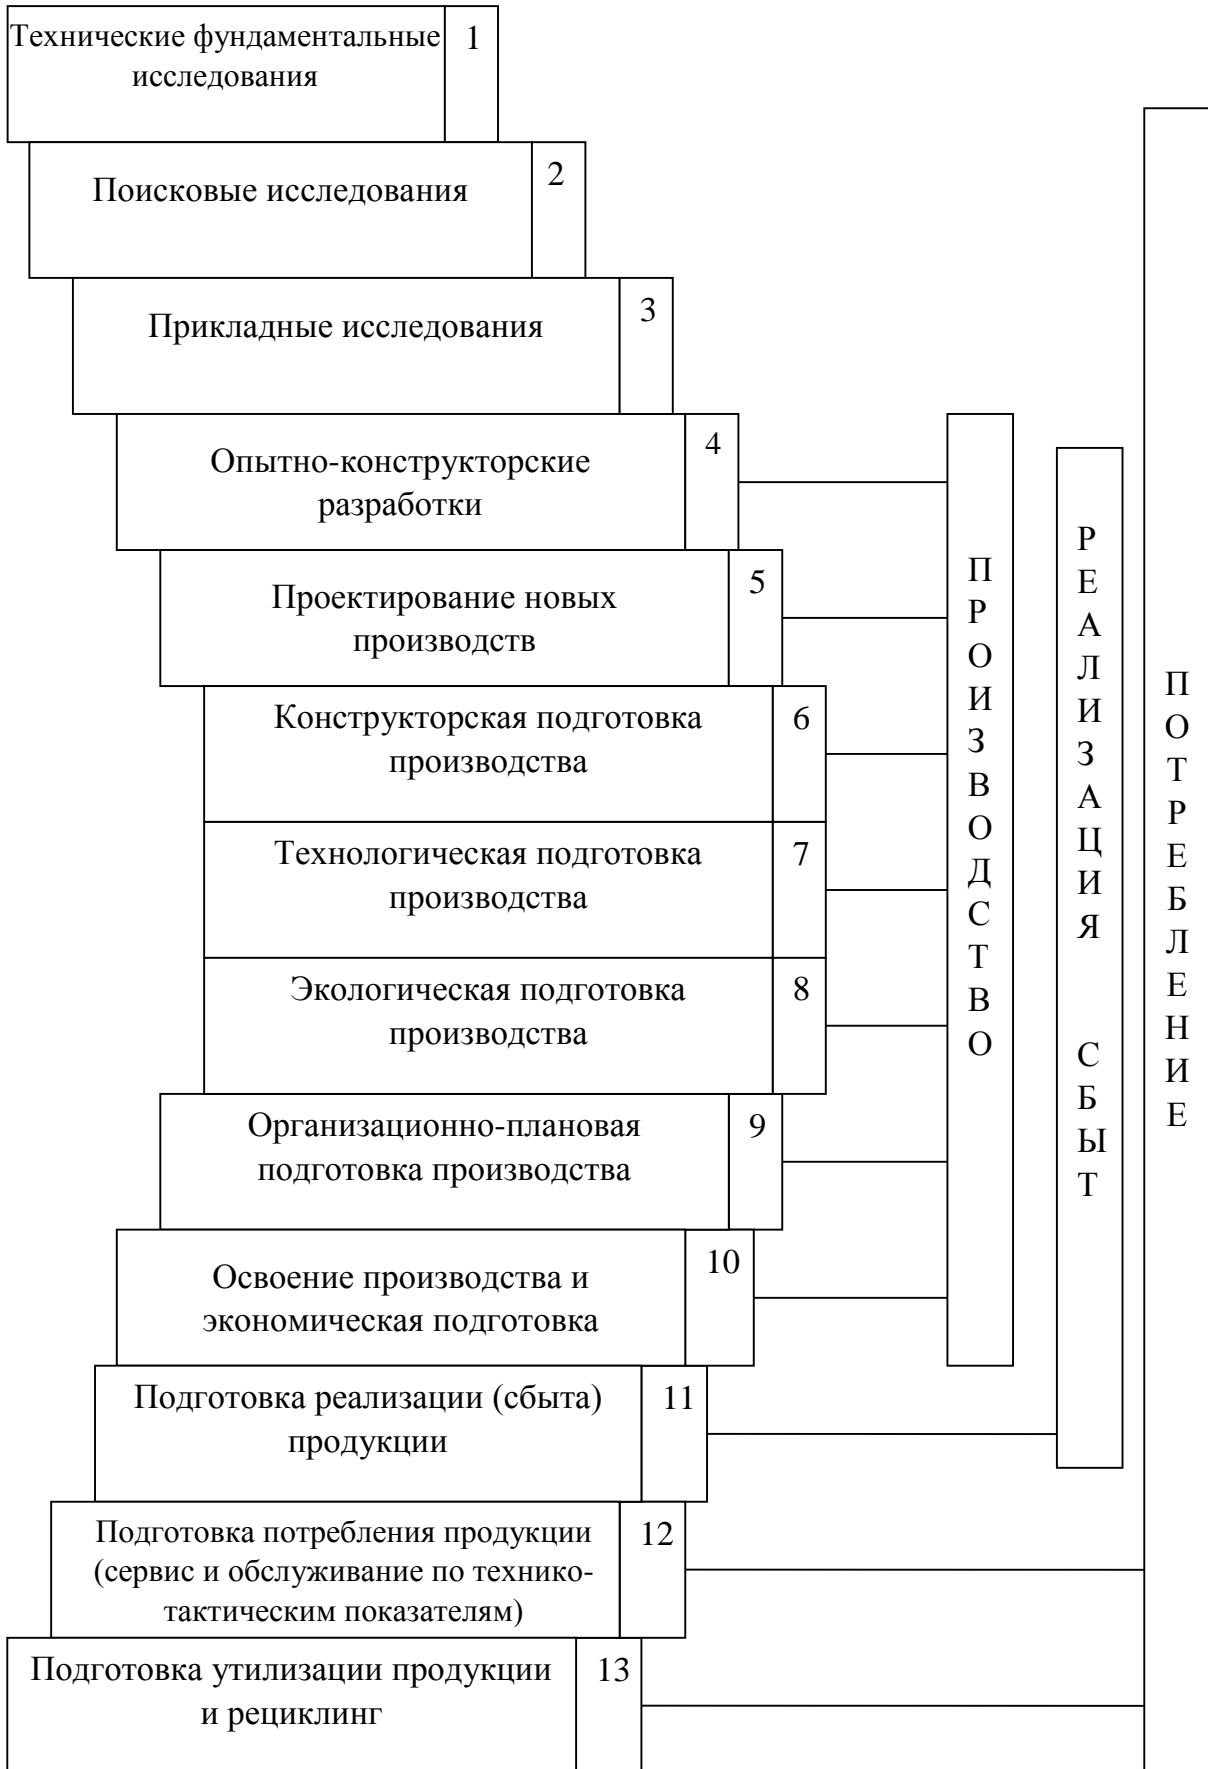 Технические фундаментальные 1
исследования
Поисковые исследования 2
Прикладные исследования 3
Опытно-конструкторские 4
разработки
Проектирование новых 5
производств
Конструкторская подготовка 6
производства
Технологическая подготовка 7
производства
Экологическая подготовка 8
производства
Организационно-плановая 9
подготовка производства
Освоение производства и 10
экономическая подготовка
Подготовка реализации (сбыта) 11
продукции
Подготовка потребления продукции 12
(сервис и обслуживание по технико-
тактическим показателям)
Подготовка утилизации продукции 13
и рециклинг
ПРОИЗВОДСТВО
РЕАЛИЗАЦИЯ СБЫТ
ПОТРЕБЛЕНИЕ